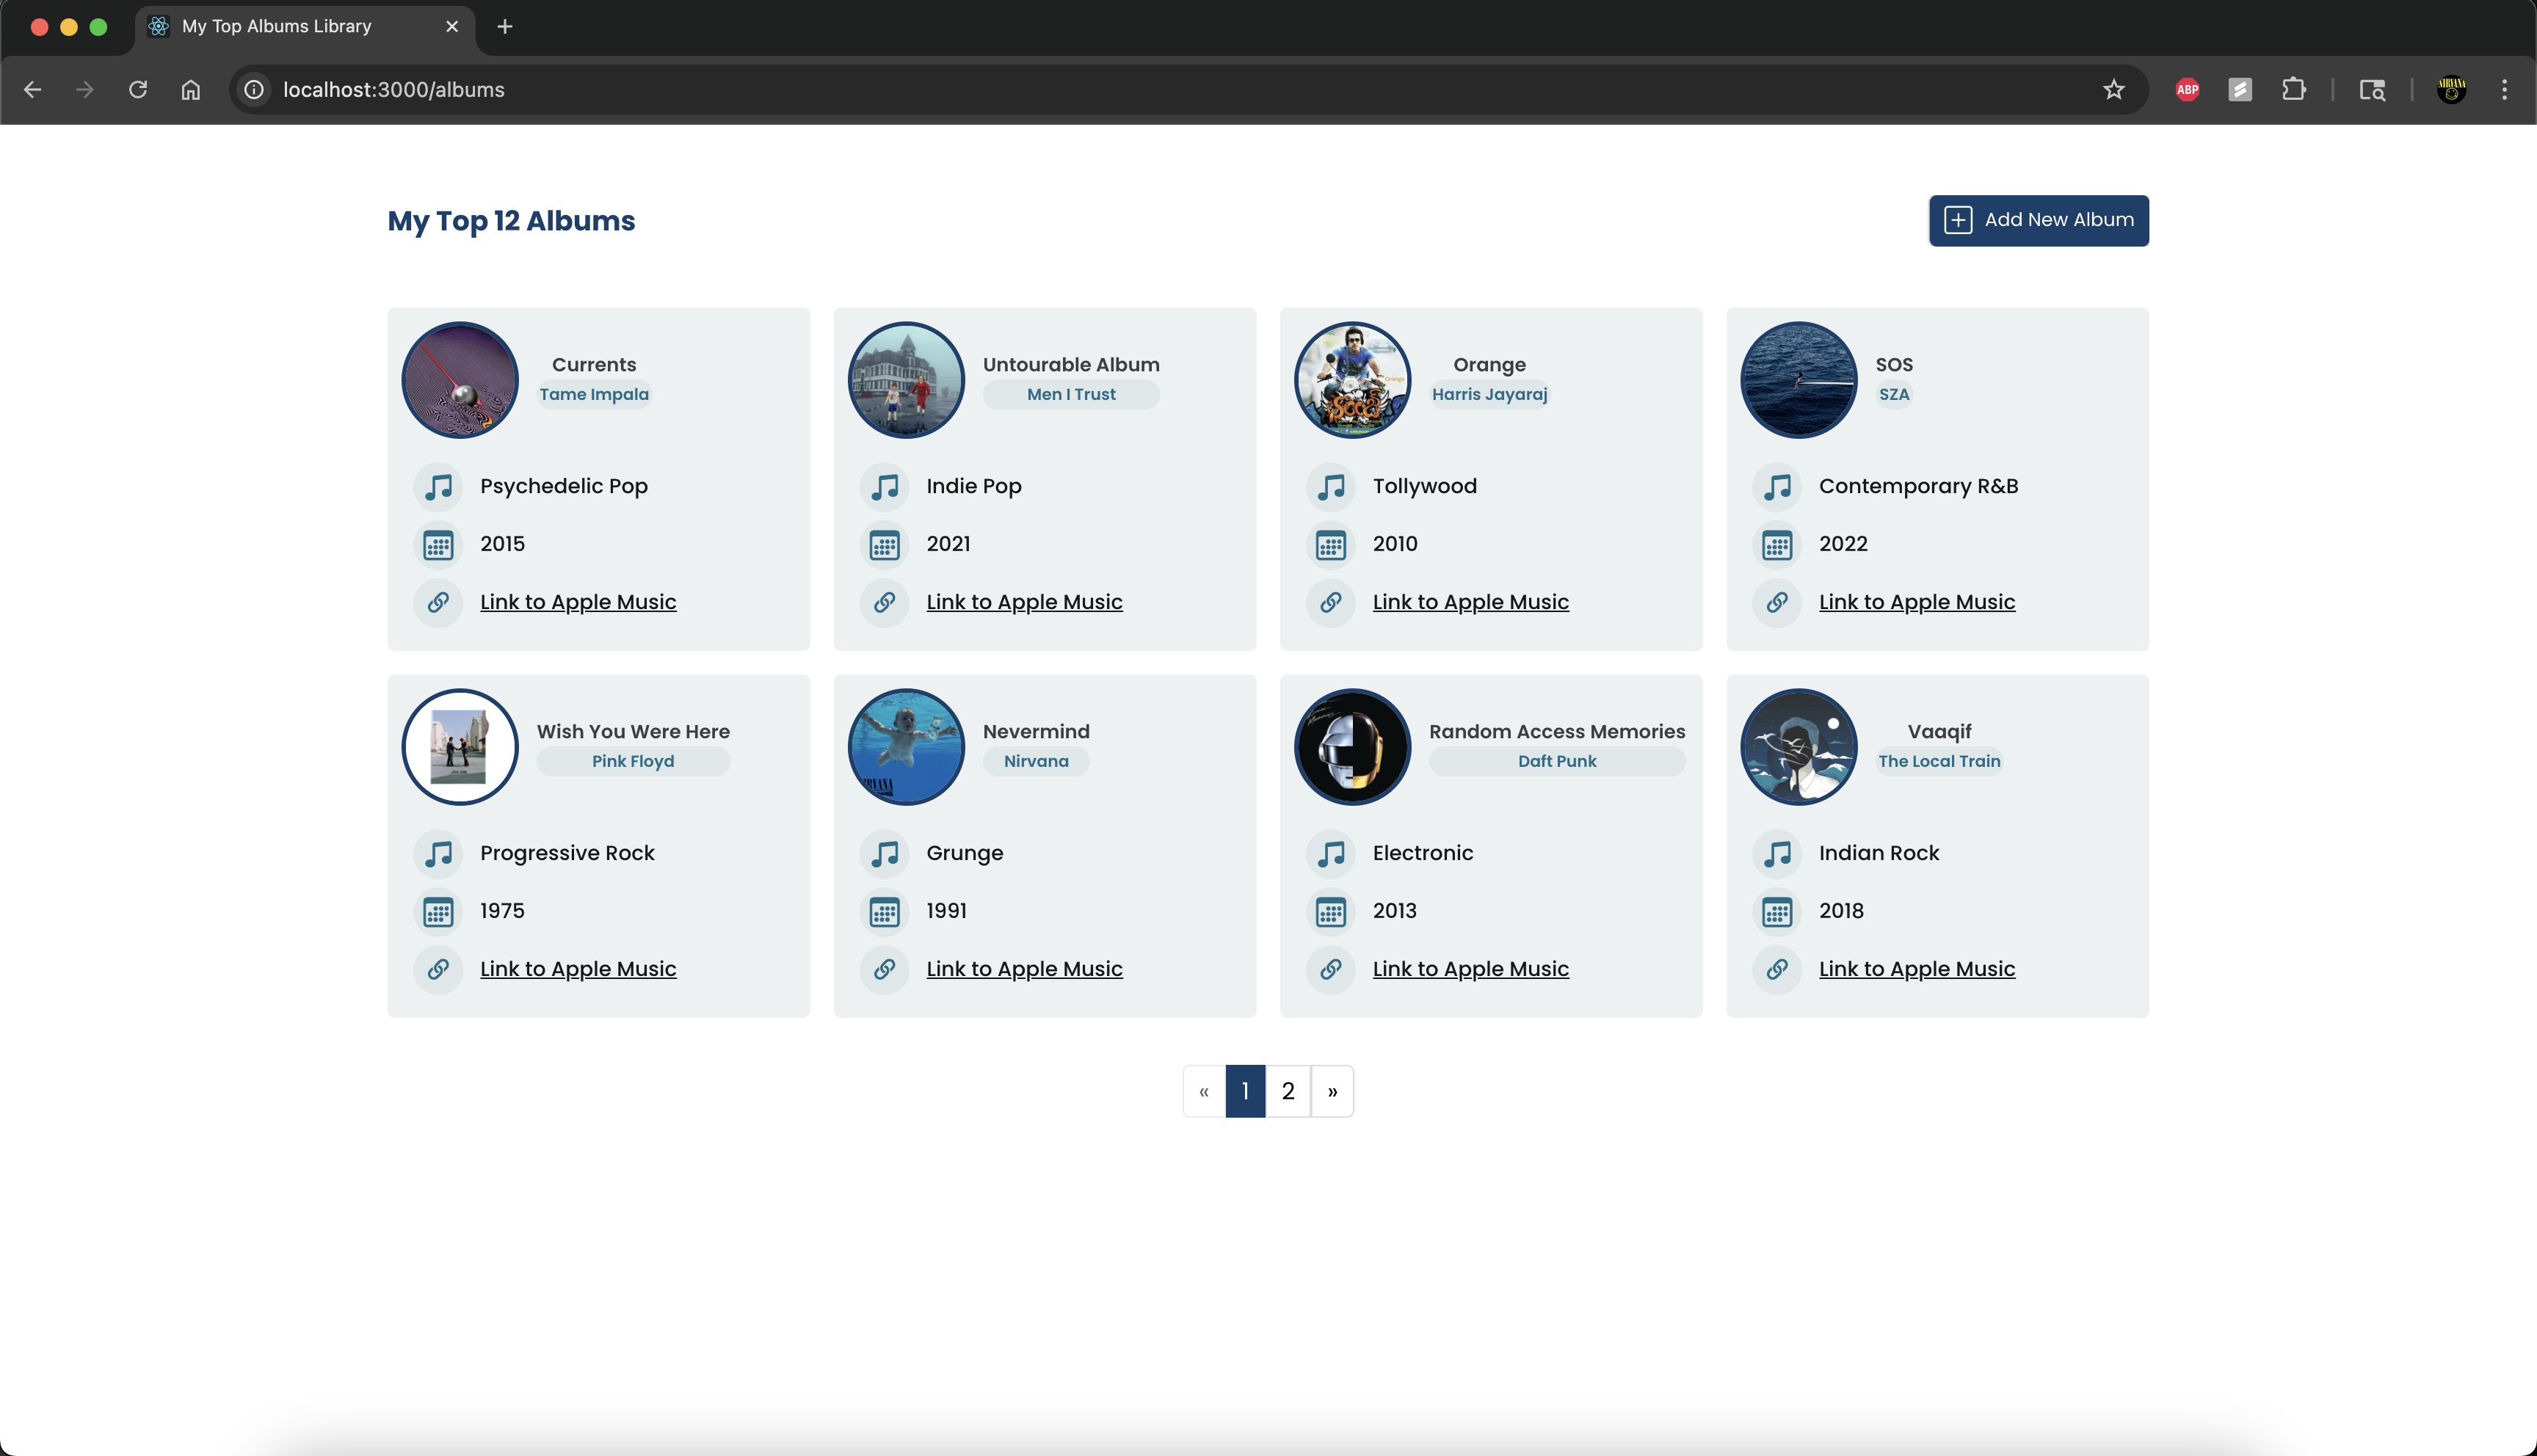 My Top Albums Library
localhost:3000/albums
ABP
NIRVANA
My Top 12 Albums
Add New Album
Currents
Tame Impala
Psychedelic Pop
2015
Link to Apple Music
Untourable Album
Men I Trust
Indie Pop
2021
Link to Apple Music
Orange
Harris Jayaraj
Orange
Tollywood
2010
Link to Apple Music
SOS
SZA
Contemporary R&B
2022
Link to Apple Music
Wish You Were Here
Pink Floyd
Progressive Rock
1975
Link to Apple Music
Nevermind
Nirvana
Grunge
1991
Link to Apple Music
Random Access Memories
Daft Punk
Electronic
2013
Link to Apple Music
Vaaqif
The Local Train
Indian Rock
2018
Link to Apple Music
« 1 2 »